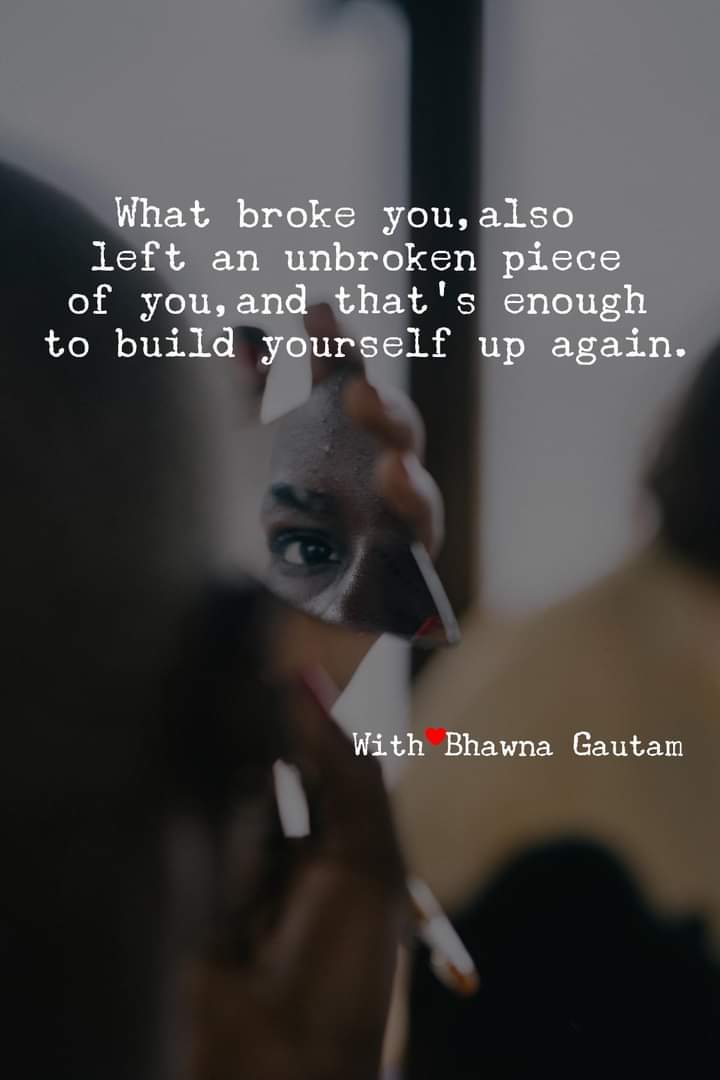 What broke you,also
left an unbroken piece
of you,and that's enough
to build yourself up again.
With❤Bhawna Gautam